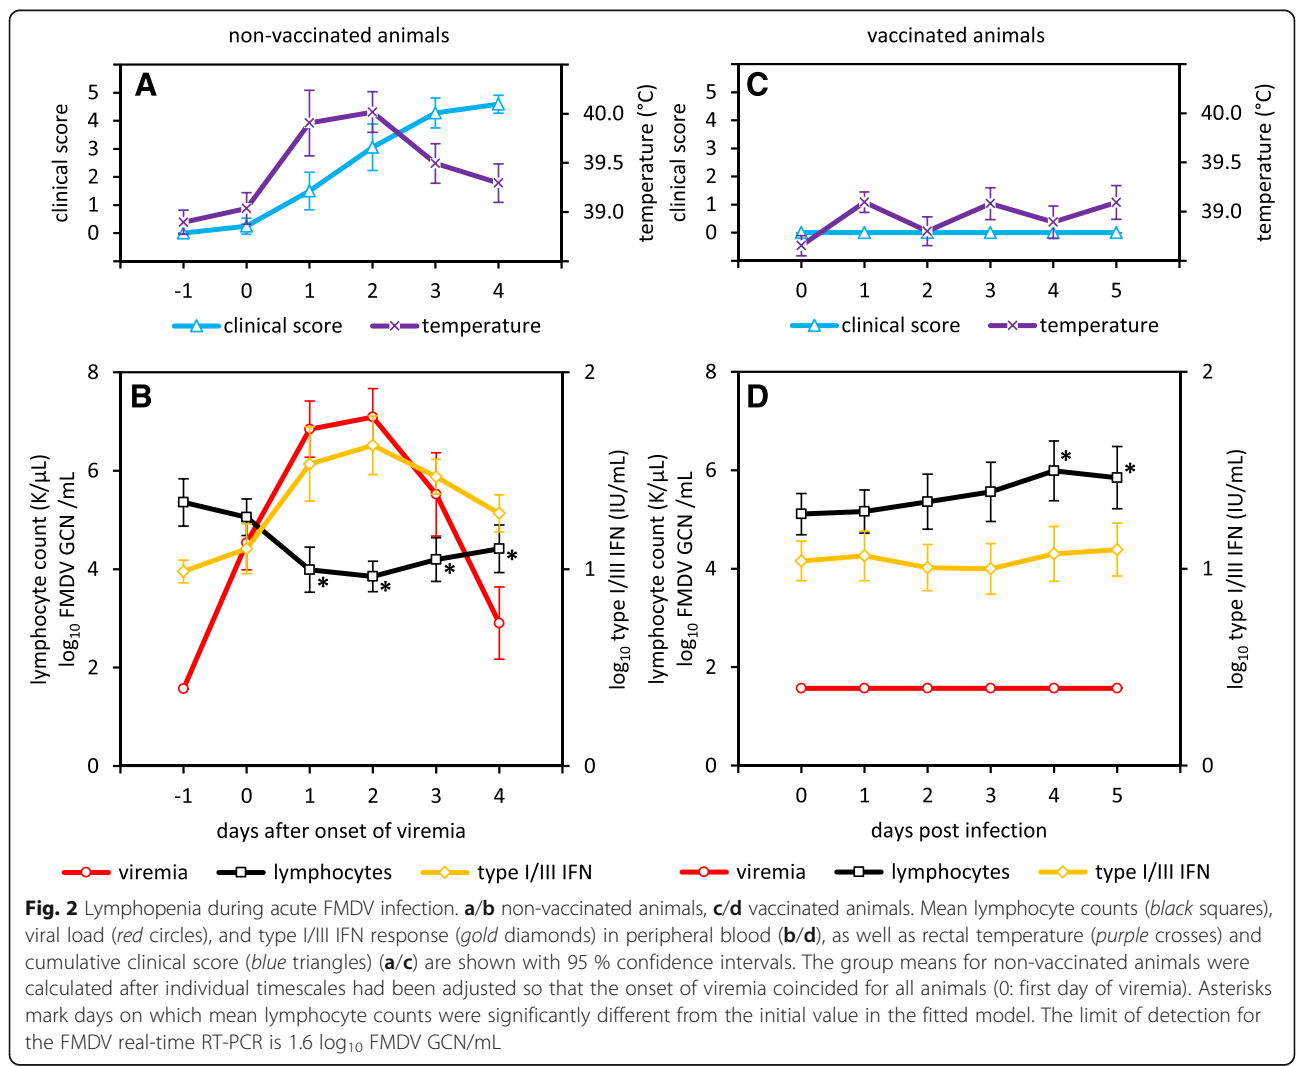 non-vaccinated animals
vaccinated animals
A
clinical score
5
4
3
2
1
0
40.0
39.5
39.0
temperature (°C)
-1 0 1 2 3 4
clinical score temperature
C
clinical score
5
4
3
2
1
0
40.0
39.5
39.0
temperature (°C)
0 1 2 3 4 5
clinical score temperature
B
lymphocyte count (K/µL)
log10 FMDV GCN /mL
8
6
4
2
0
2
1
0
log10 type I/III IFN (IU/mL)
* * * *
-1 0 1 2 3 4
days after onset of viremia
viremia lymphocytes type I/III IFN
D
lymphocyte count (K/µL)
log10 FMDV GCN /mL
8
6
4
2
0
2
1
0
log10 type I/III IFN (IU/mL)
* *
0 1 2 3 4 5
days post infection
viremia lymphocytes type I/III IFN
Fig. 2 Lymphopenia during acute FMDV infection. a/b non-vaccinated animals, c/d vaccinated animals. Mean lymphocyte counts (black squares),
viral load (red circles), and type I/III IFN response (gold diamonds) in peripheral blood (b/d), as well as rectal temperature (purple crosses) and
cumulative clinical score (blue triangles) (a/c) are shown with 95 % confidence intervals. The group means for non-vaccinated animals were
calculated after individual timescales had been adjusted so that the onset of viremia coincided for all animals (0: first day of viremia). Asterisks
mark days on which mean lymphocyte counts were significantly different from the initial value in the fitted model. The limit of detection for
the FMDV real-time RT-PCR is 1.6 log10 FMDV GCN/mL